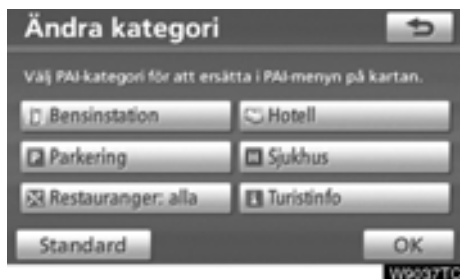 Ändra kategori
Välj PAI-kategori för att ersätta i PAI-menyn på kartan.
Bensinstation
Hotell
Parkering
Sjukhus
Restauranger: alla
Turistinfo
Standard
OK
W9037TC